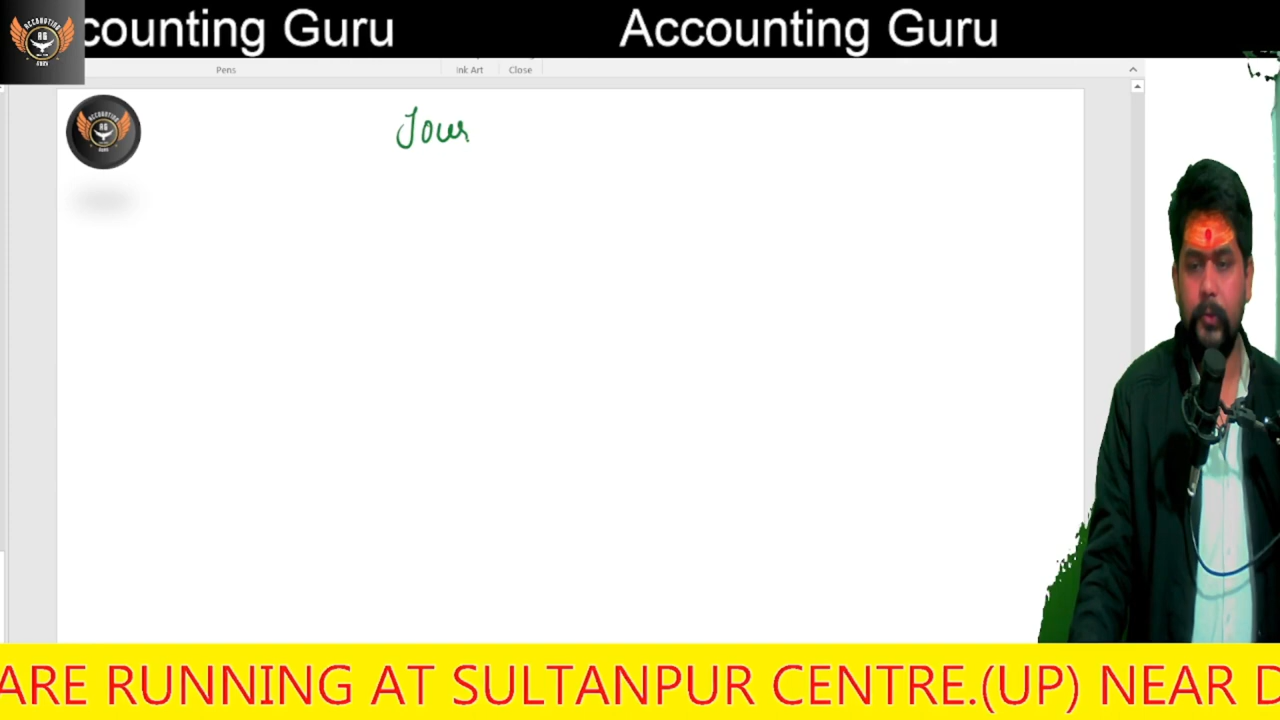 counting Guru Accounting Guru
Pens Ink Art Close
Jour
ARE RUNNING AT SULTANPUR CENTRE.(UP) NEAR D